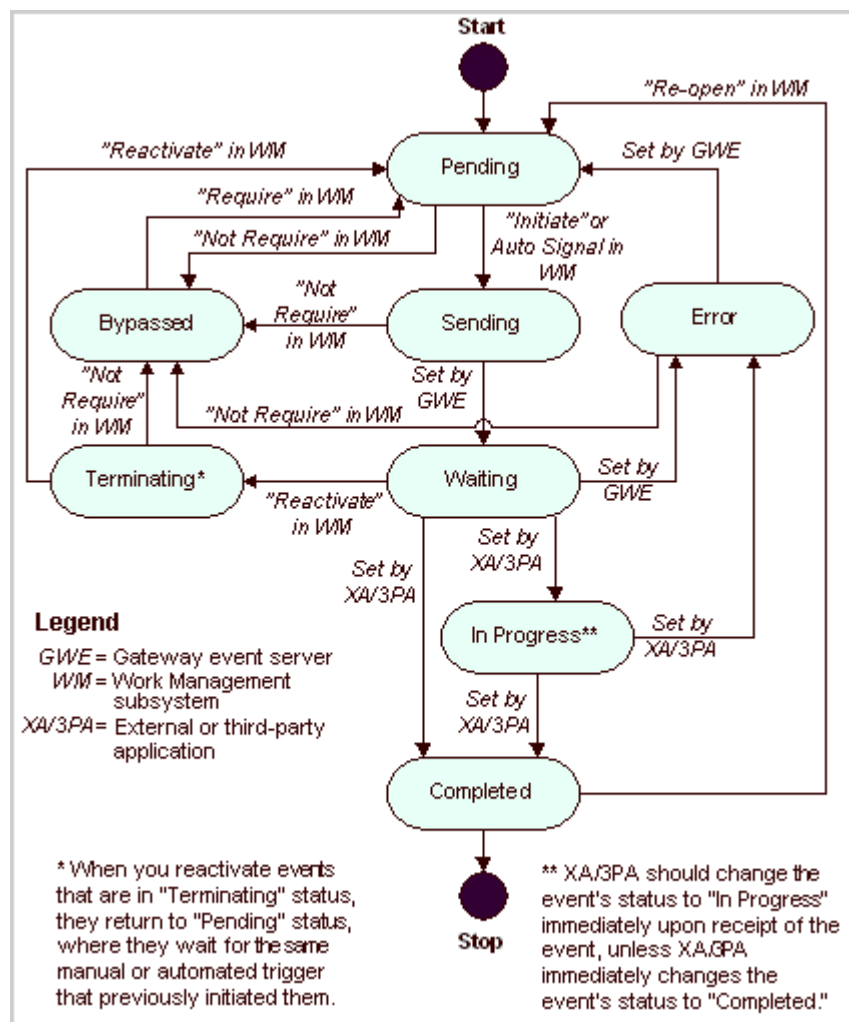 Start
"Re-open" in WM
"Reactivate" in WM
Set by GWE
Pending
"Require" in WM
"Not Require" in WM
"Initiate" or
Auto Signal in
WM
Bypassed
"Not
Require"
in WM
Sending
Error
"Not
Require"
in WM
Set by
GWE
"Not Require" in WM
Terminating*
Waiting
Set by
GWE
"Reactivate"
in WM
Set by
XA/3PA
Set by
XA/3PA
Legend
GWE = Gateway event server
WM = Work Management
subsystem
XA/3PA = External or third-party
application
In Progress**
Set by
XA/3PA
Set by
XA/3PA
Completed
* When you reactivate events
that are in "Terminating" status,
they return to "Pending" status,
where they wait for the same
manual or automated trigger
that previously initiated them.
Stop
** XA/3PA should change the
event's status to "In Progress"
immediately upon receipt of the
event, unless XA/3PA
immediately changes the
event's status to "Completed."